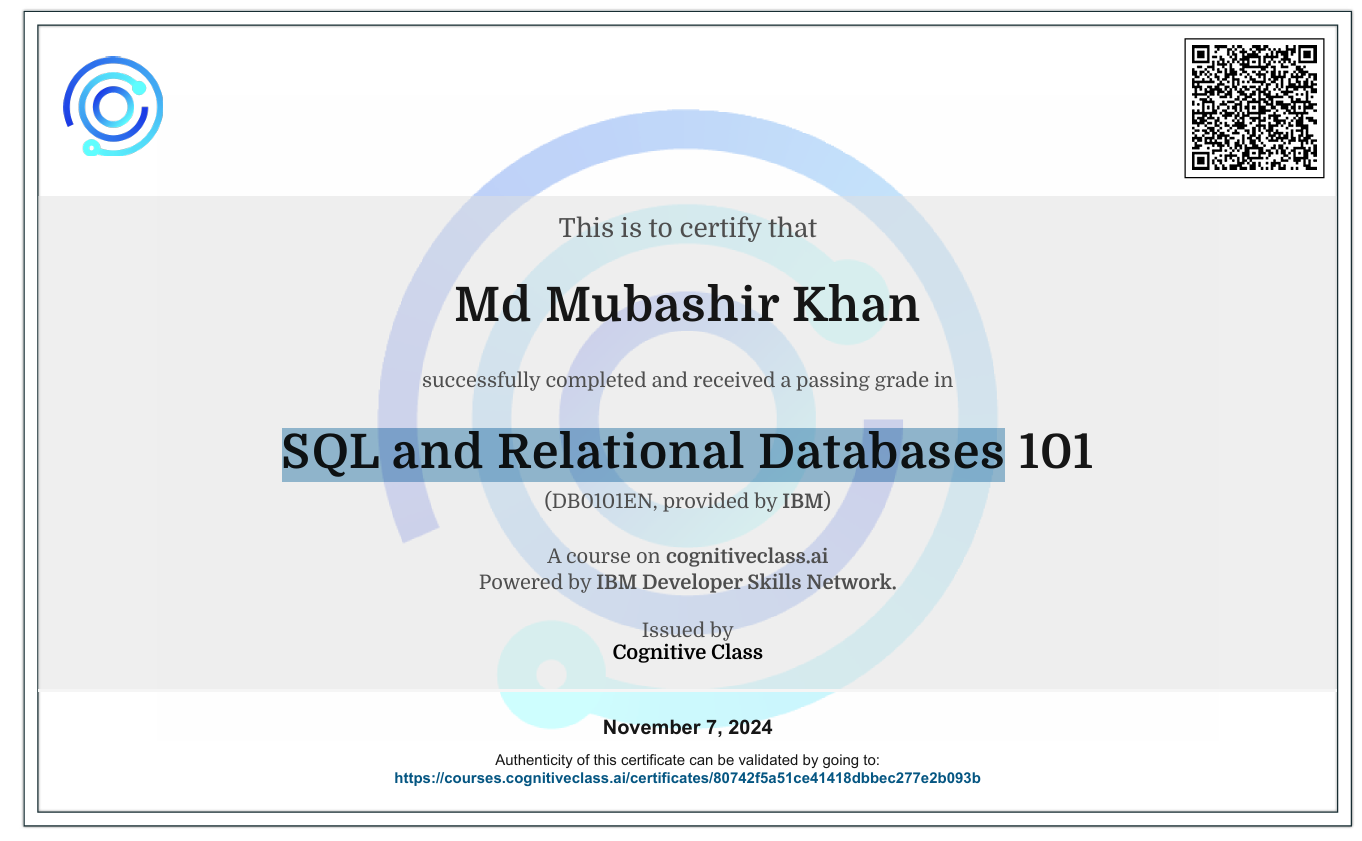 This is to certify that
Md Mubashir Khan
successfully completed and received a passing grade in
SQL and Relational Databases 101
(DB0101EN, provided by IBM)
A course on cognitiveclass.ai
Powered by IBM Developer Skills Network.
Issued by
Cognitive Class
November 7, 2024
Authenticity of this certificate can be validated by going to:
https://courses.cognitiveclass.ai/certificates/80742f5a51ce41418dbbec277e2b093b